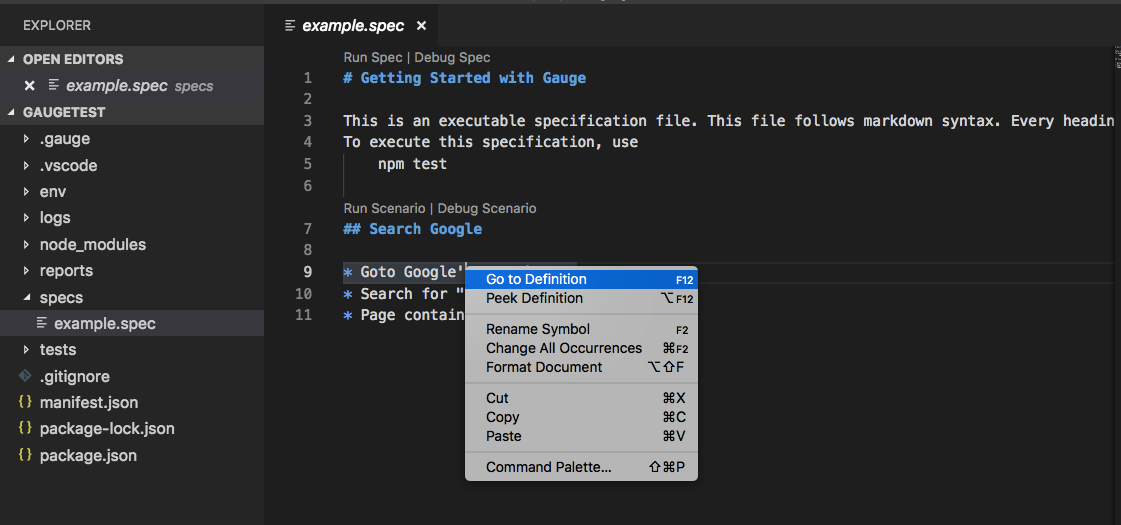 EXPLORER
OPEN EDITORS
example.spec specs
GAUGETEST
.gauge
.vscode
env
logs
node_modules
reports
specs
example.spec
tests
.gitignore
{} manifest.json
{} package-lock.json
{} package.json
example.spec
Run Spec | Debug Spec
1 # Getting Started with Gauge
2
3 This is an executable specification file. This file follows markdown syntax. Every headin
4 To execute this specification, use
5 npm test
6
Run Scenario | Debug Scenario
7 ## Search Google
8
9 * Goto Google'
10 * Search for "
11 * Page contain
Go to Definition F12
Peek Definition ⌥F12
Rename Symbol F2
Change All Occurrences ⌘F2
Format Document ⌥⇧F
Cut ⌘X
Copy ⌘C
Paste ⌘V
Command Palette... ⇧⌘P